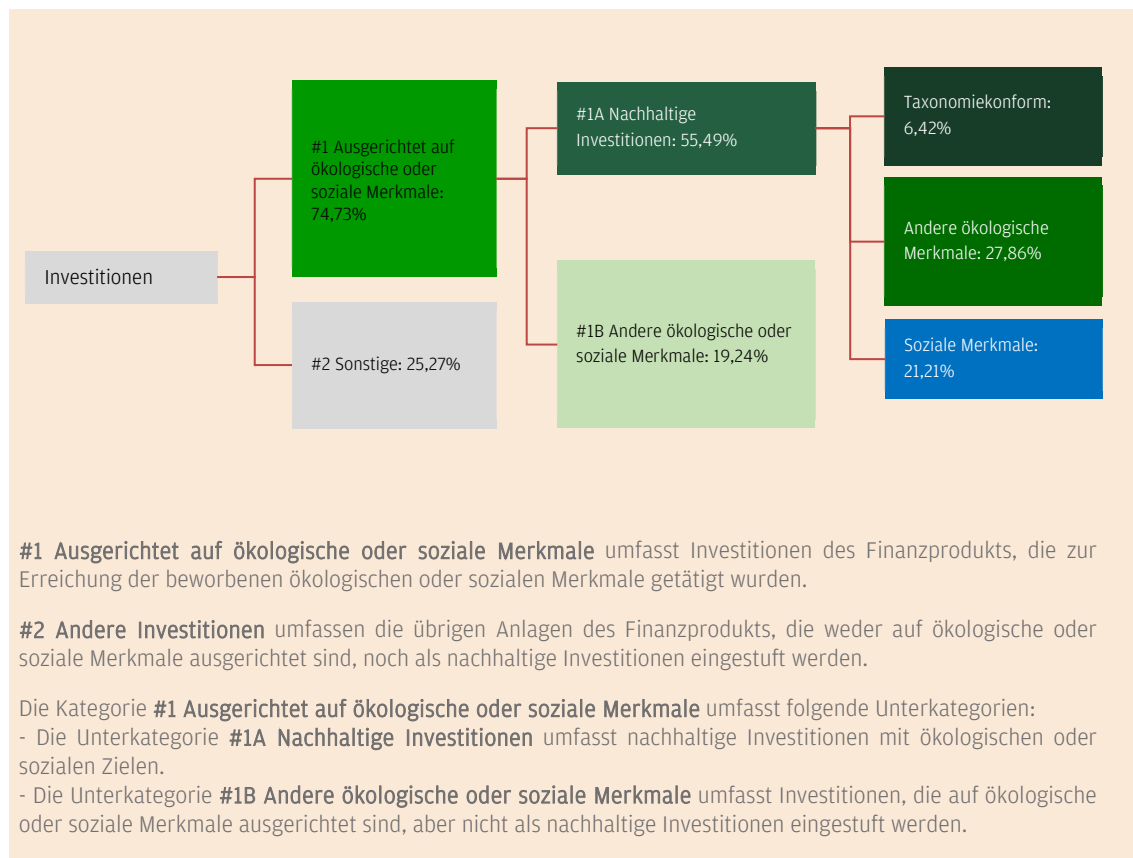 Investitionen
#1 Ausgerichtet auf
ökologische oder
soziale Merkmale:
74,73%
#2 Sonstige: 25,27%
#1A Nachhaltige
Investitionen: 55,49%
#1B Andere ökologische oder
soziale Merkmale: 19,24%
Taxonomiekonform:
6,42%
Andere ökologische
Merkmale: 27,86%
Soziale Merkmale:
21,21%
#1 Ausgerichtet auf ökologische oder soziale Merkmale umfasst Investitionen des Finanzprodukts, die zur
Erreichung der beworbenen ökologischen oder sozialen Merkmale getätigt wurden.
#2 Andere Investitionen umfassen die übrigen Anlagen des Finanzprodukts, die weder auf ökologische oder
soziale Merkmale ausgerichtet sind, noch als nachhaltige Investitionen eingestuft werden.
Die Kategorie #1 Ausgerichtet auf ökologische oder soziale Merkmale umfasst folgende Unterkategorien:
- Die Unterkategorie #1A Nachhaltige Investitionen umfasst nachhaltige Investitionen mit ökologischen oder
sozialen Zielen.
- Die Unterkategorie #1B Andere ökologische oder soziale Merkmale umfasst Investitionen, die auf ökologische
oder soziale Merkmale ausgerichtet sind, aber nicht als nachhaltige Investitionen eingestuft werden.